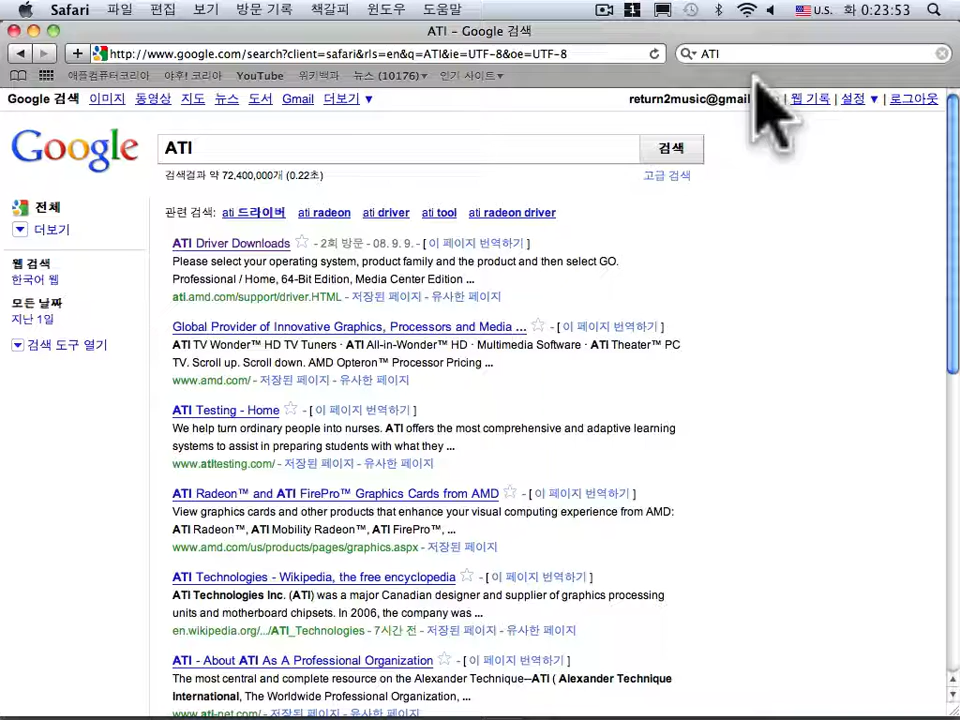 Safari 파일 편집 보기 방문 기록 책갈피 윈도우 도움말 U.S. 화 0:23:53
ATI - Google 검색
http://www.google.com/search?client=safari&rls=en&q=ATI&ie=UTF-8&oe=UTF-8 ATI
애플컴퓨터코리아 야후! 코리아 YouTube 위키백과 뉴스 (10176)▼ 인기 사이트▼
Google 검색 이미지 동영상 지도 뉴스 도서 Gmail 더보기 ▼ return2music@gmail | 웹 기록 | 설정 ▼ | 로그아웃
Google ATI 검색
검색결과 약 72,400,000개 (0.22초) 고급 검색
전체
더보기
웹 검색
한국어 웹
모든 날짜
지난 1일
검색 도구 열기
관련 검색: ati 드라이버 ati radeon ati driver ati tool ati radeon driver
ATI Driver Downloads - 2회 방문 - 08. 9. 9. - [ 이 페이지 번역하기 ]
Please select your operating system, product family and the product and then select GO.
Professional / Home, 64-Bit Edition, Media Center Edition ...
ati.amd.com/support/driver.HTML - 저장된 페이지 - 유사한 페이지
Global Provider of Innovative Graphics, Processors and Media ... - [ 이 페이지 번역하기 ]
ATI TV Wonder™ HD TV Tuners · ATI All-in-Wonder™ HD · Multimedia Software · ATI Theater™ PC
TV. Scroll up. Scroll down. AMD Opteron™ Processor Pricing ...
www.amd.com/ - 저장된 페이지 - 유사한 페이지
ATI Testing - Home - [ 이 페이지 번역하기 ]
We help turn ordinary people into nurses. ATI offers the most comprehensive and adaptive learning
systems to assist in preparing students with what they ...
www.atitesting.com/ - 저장된 페이지 - 유사한 페이지
ATI Radeon™ and ATI FirePro™ Graphics Cards from AMD - [ 이 페이지 번역하기 ]
View graphics cards and other products that enhance your visual computing experience from AMD:
ATI Radeon™, ATI Mobility Radeon™, ATI FirePro™, ...
www.amd.com/us/products/pages/graphics.aspx - 저장된 페이지
ATI Technologies - Wikipedia, the free encyclopedia - [ 이 페이지 번역하기 ]
ATI Technologies Inc. (ATI) was a major Canadian designer and supplier of graphics processing
units and motherboard chipsets. In 2006, the company was ...
en.wikipedia.org/.../ATI_Technologies - 7시간 전 - 저장된 페이지 - 유사한 페이지
ATI - About ATI As A Professional Organization - [ 이 페이지 번역하기 ]
The most central and complete resource on the Alexander Technique--ATI ( Alexander Technique
International, The Worldwide Professional Organization, ...
www.ati-net.com/ - 저장된 페이지 - 유사한 페이지